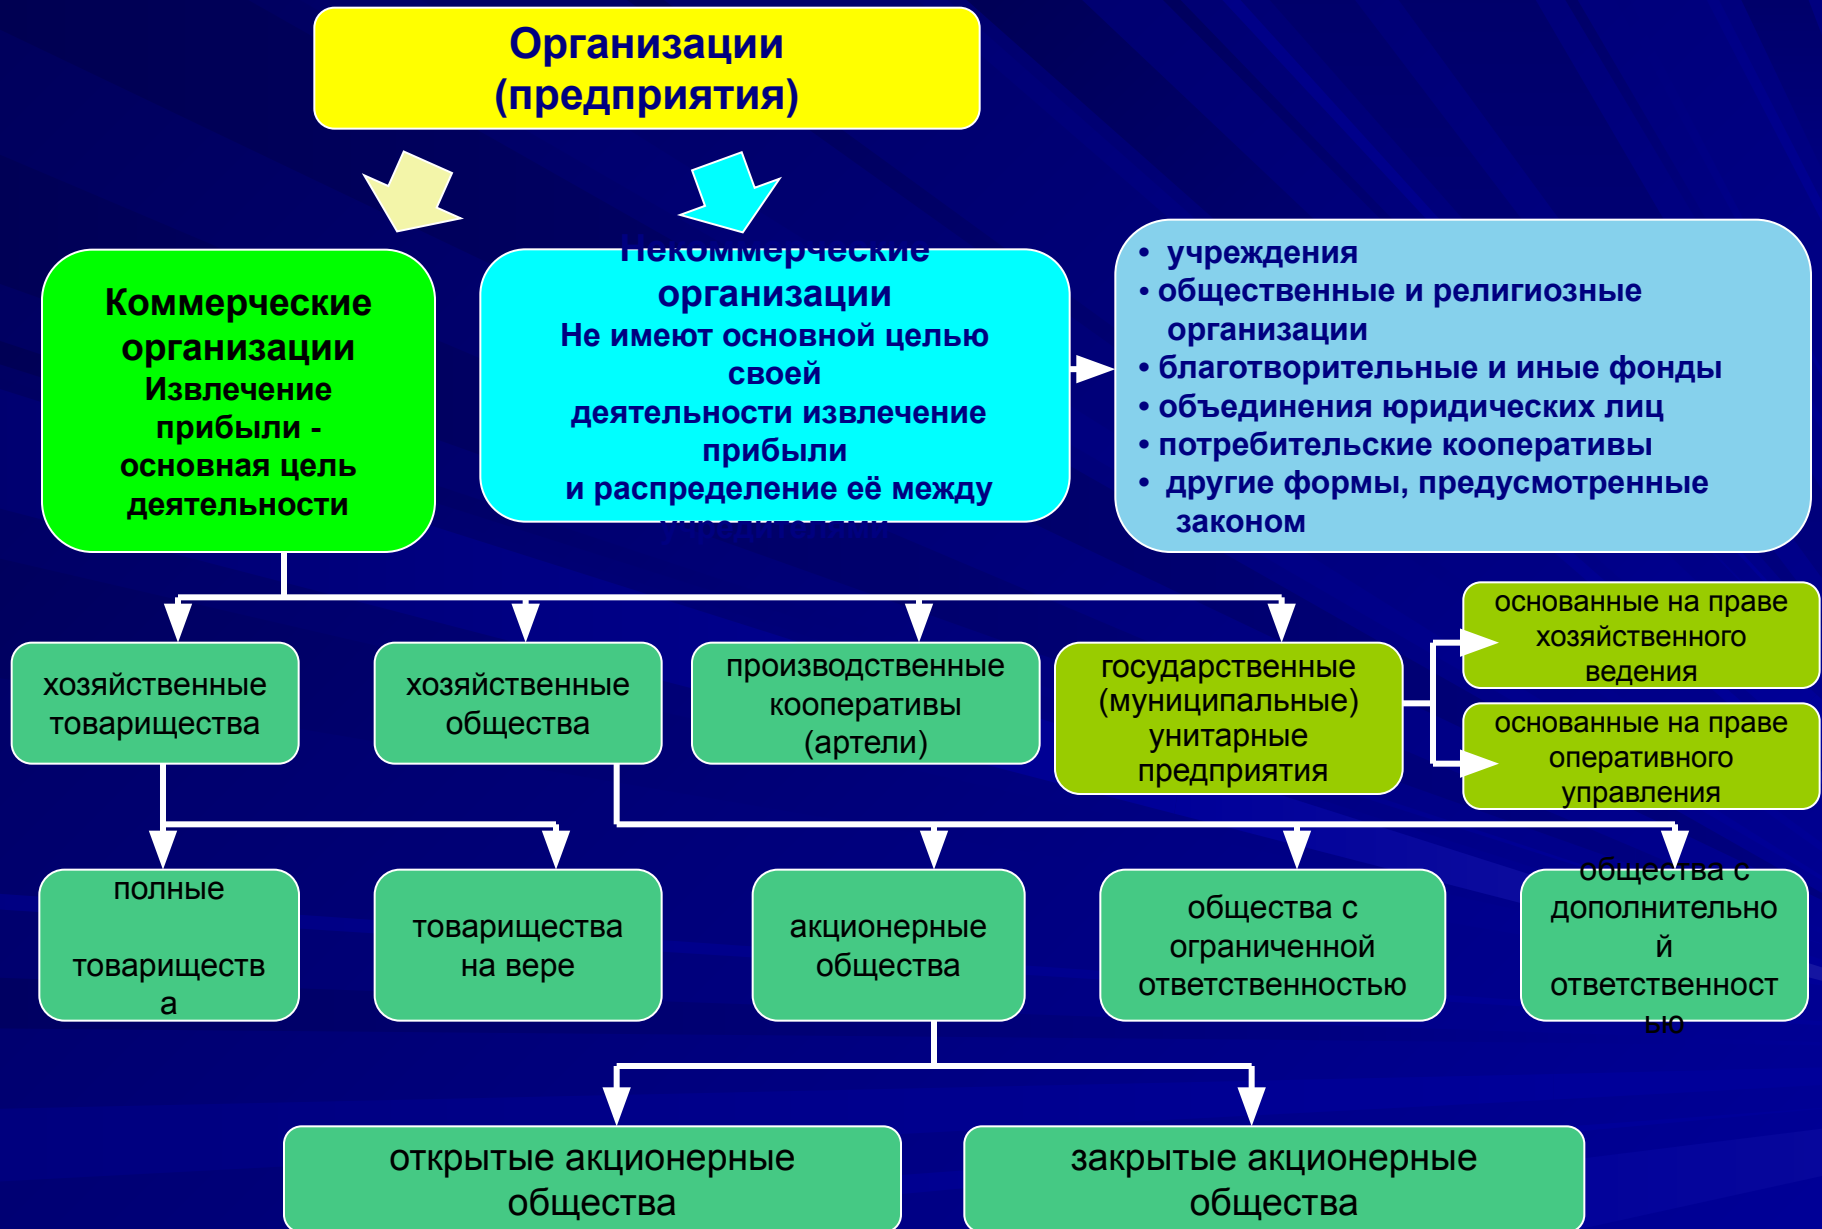 Организации
(предприятия)
Коммерческие
организации
Извлечение
прибыли -
основная цель
деятельности
Некоммерческие
организации
Не имеют основной целью
своей
деятельности извлечение
прибыли
и распределение её между
учредителями
• учреждения
• общественные и религиозные
организации
• благотворительные и иные фонды
• объединения юридических лиц
• потребительские кооперативы
• другие формы, предусмотренные
законом
хозяйственные
товарищества
хозяйственные
общества
производственные
кооперативы
(артели)
государственные
(муниципальные)
унитарные
предприятия
основанные на праве
хозяйственного
ведения
основанные на праве
оперативного
управления
полные
товариществ
а
товарищества
на вере
акционерные
общества
общества с
ограниченной
ответственностью
общества с
дополнительно
й
ответственност
ью
открытые акционерные
общества
закрытые акционерные
общества